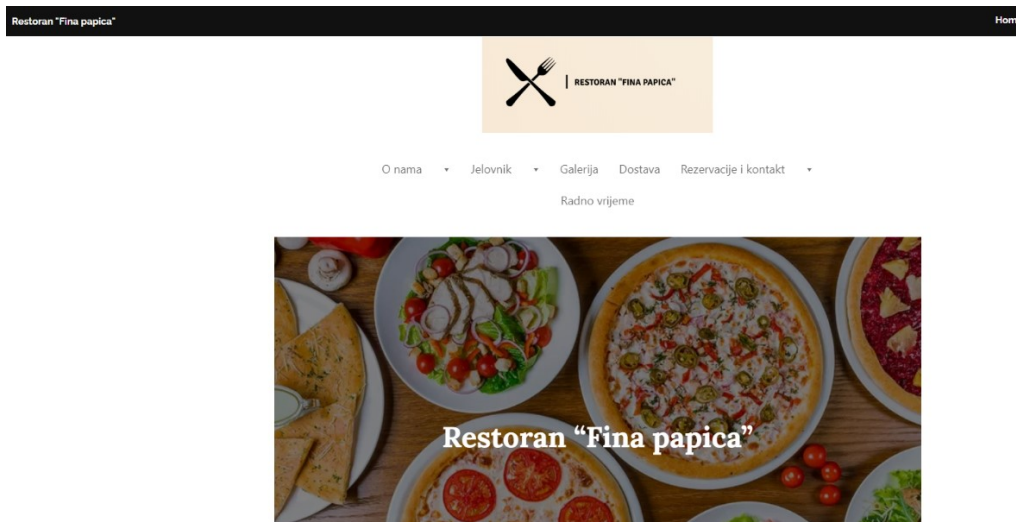 Restoran "Fina papica"
Hom
RESTORAN "FINA PAPICA"
O nama Jelovnik Galerija Dostava Rezervacije i kontakt
Radno vrijeme
Restoran “Fina papica”